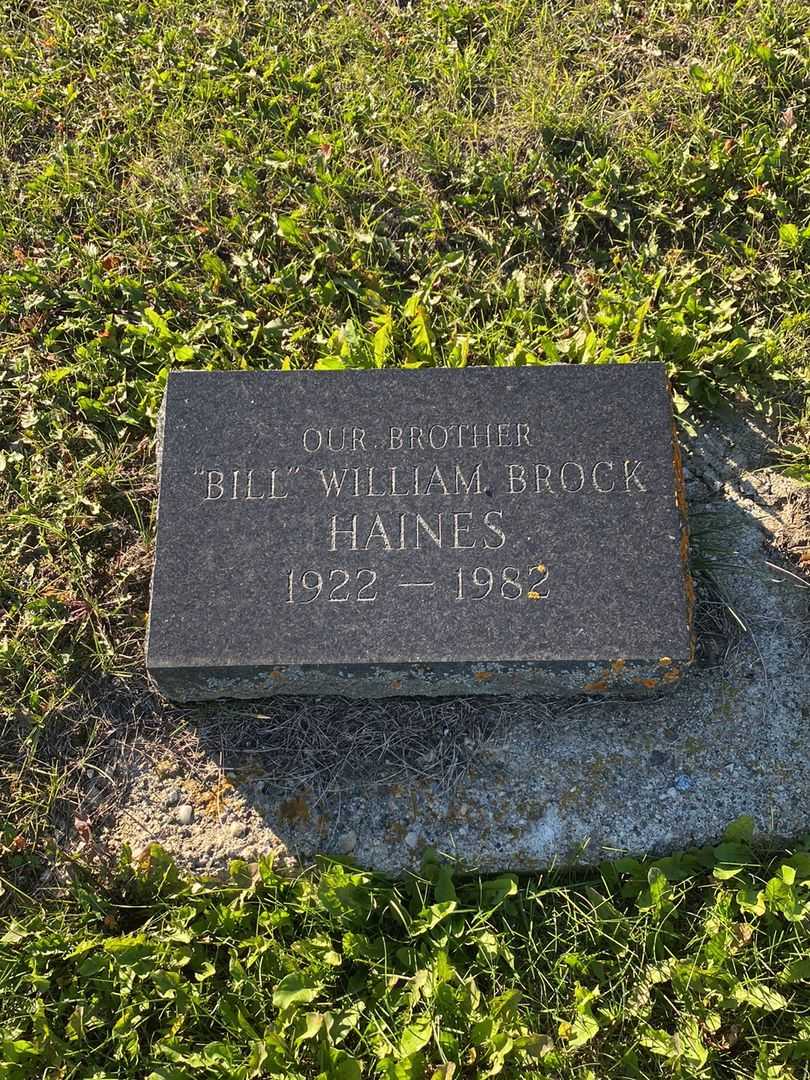 OUR BROTHER
"BILL" WILLIAM BROCK
HAINES
1922 — 1982